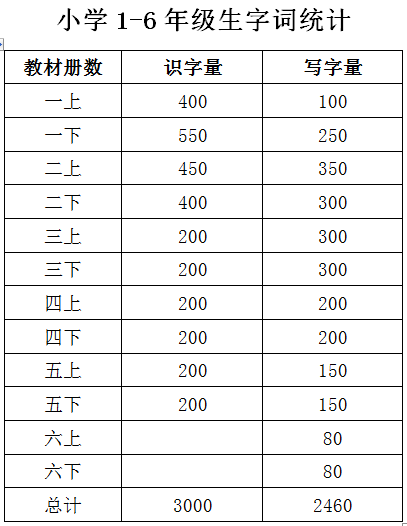 小学1-6年级生字词统计
教材册数 识字量 写字量
一上 400 100
一下 550 250
二上 450 350
二下 400 300
三上 200 300
三下 200 300
四上 200 200
四下 200 200
五上 200 150
五下 200 150
六上 80
六下 80
总计 3000 2460